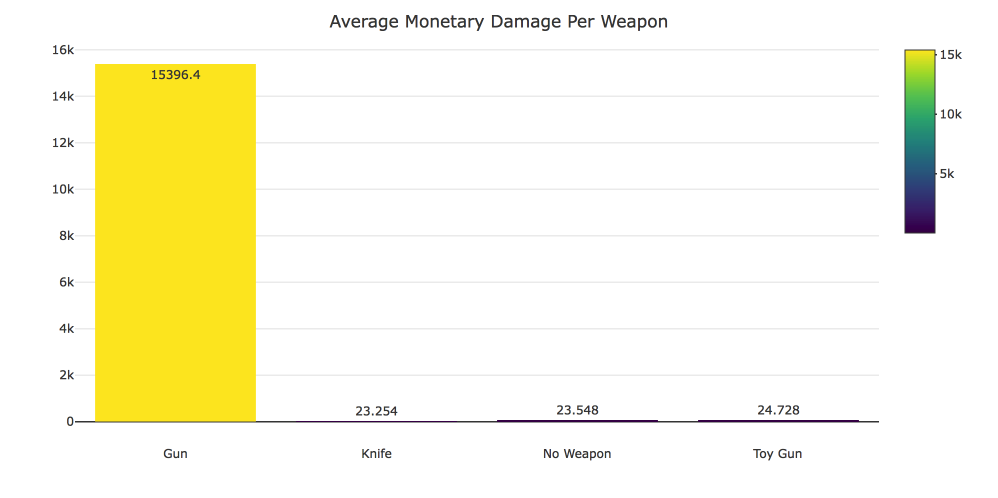 Average Monetary Damage Per Weapon
16k
14k
12k
10k
8k
6k
4k
2k
0
15396.4
23.254
23.548
24.728
Gun
Knife
No Weapon
Toy Gun
15k
10k
5k